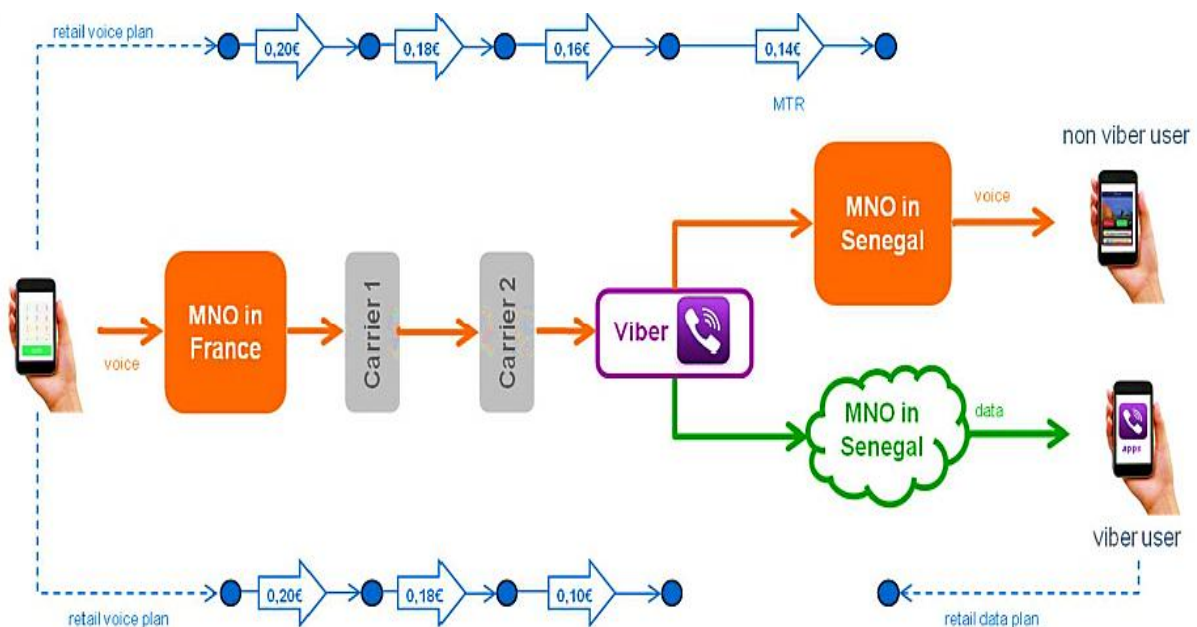 retail voice plan
0,20€
0,18€
0,16€
0,14€
MTR
non viber user
MNO in
Senegal
voice
MNO in
France
voice
Carrier 1
Carrier 2
Viber
MNO in
Senegal
data
apps
viber user
0,20€
0,18€
0,10€
retail voice plan
retail data plan